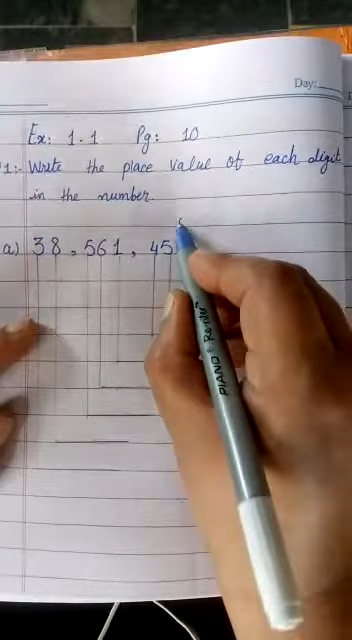 Day:
Ex: 1.1 Pg: 10
1:- Write the place value of each digit
in the number.
a) 38,561,45
PIANO Pointer